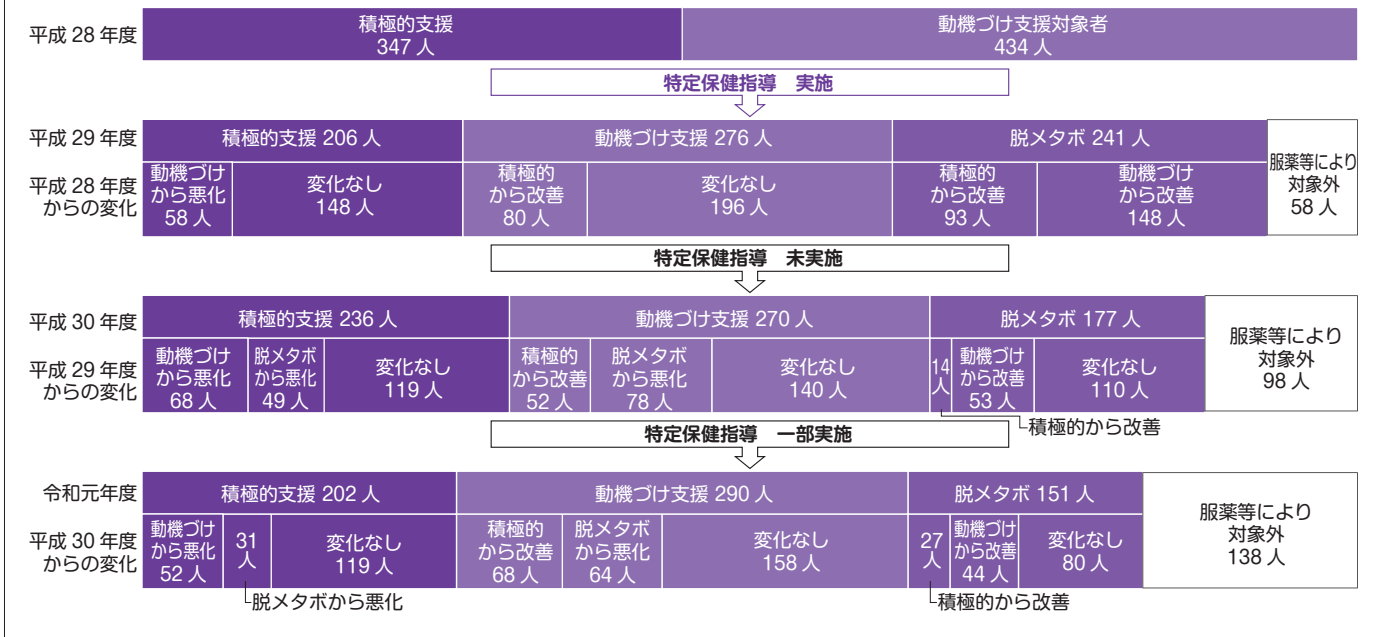 平成 28 年度
積極的支援
347 人
動機づけ支援対象者
434 人
特定保健指導　実施
平成 29 年度
積極的支援 206 人
動機づけ支援 276 人
脱メタボ 241 人
服薬等により
対象外
58 人
平成 28 年度
からの変化
動機づけ
から悪化
58 人
変化なし
148 人
積極的
から改善
80 人
変化なし
196 人
積極的
から改善
93 人
動機づけ
から改善
148 人
特定保健指導　未実施
平成 30 年度
積極的支援 236 人
動機づけ支援 270 人
脱メタボ 177 人
服薬等により
対象外
98 人
平成 29 年度
からの変化
動機づけ
から悪化
68 人
脱メタボ
から悪化
49 人
変化なし
119 人
積極的
から改善
52 人
脱メタボ
から悪化
78 人
変化なし
140 人
14
人
動機づけ
から改善
53 人
変化なし
110 人
積極的から改善
特定保健指導　一部実施
令和元年度
積極的支援 202 人
動機づけ支援 290 人
脱メタボ 151 人
服薬等により
対象外
138 人
平成 30 年度
からの変化
動機づけ
から悪化
52 人
31
人
変化なし
119 人
積極的
から改善
68 人
脱メタボ
から悪化
64 人
変化なし
158 人
27
人
動機づけ
から改善
44 人
変化なし
80 人
脱メタボから悪化
積極的から改善